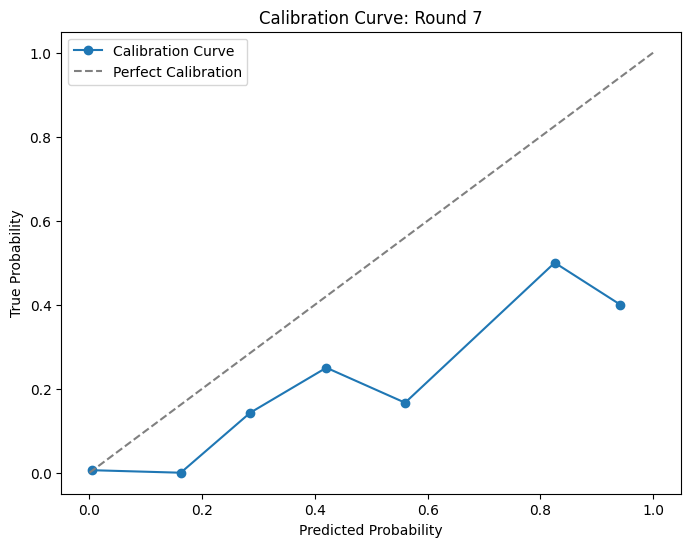 Calibration Curve: Round 7
Calibration Curve
Perfect Calibration
True Probability
1.0
0.8
0.6
0.4
0.2
0.0
0.0 0.2 0.4 0.6 0.8 1.0
Predicted Probability